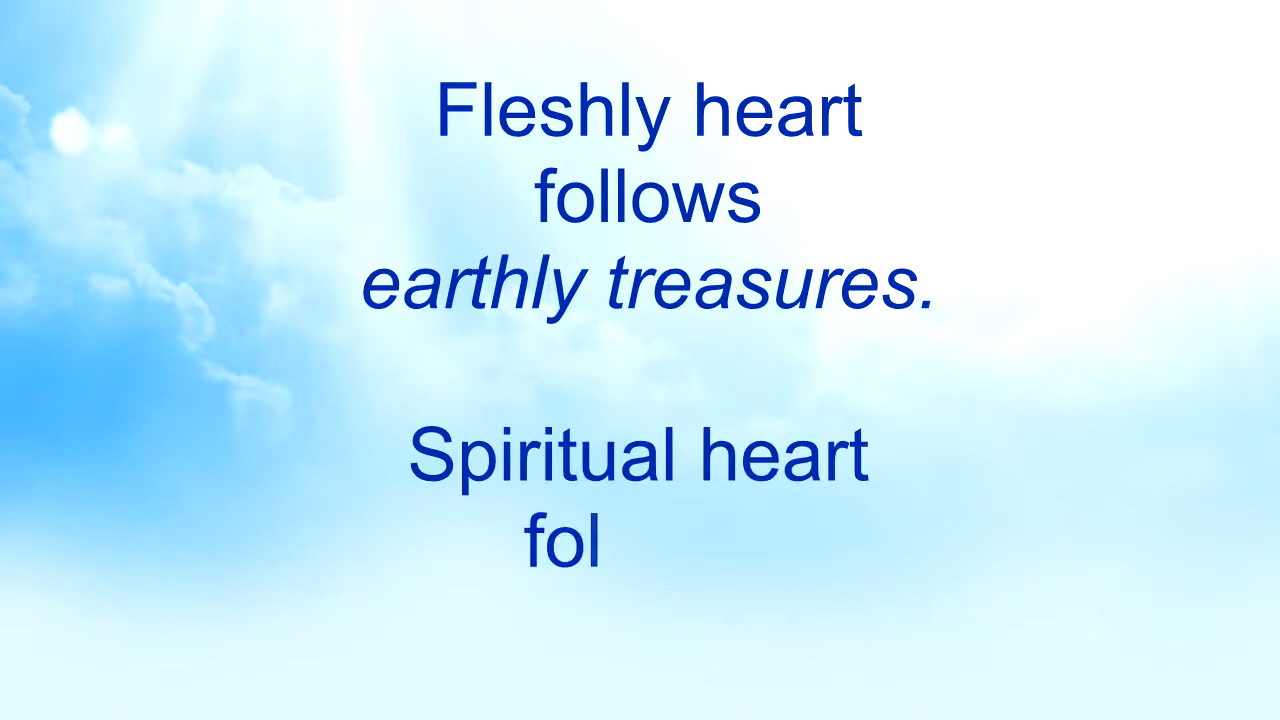 Fleshly heart
follows
earthly treasures.
Spiritual heart
fol